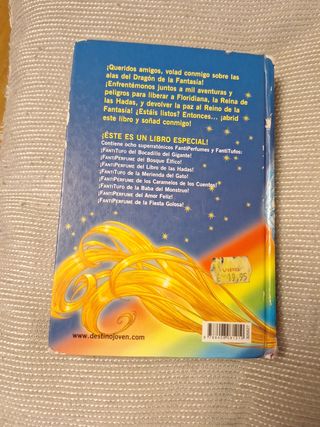 ¡Queridos amigos, volad conmigo sobre las
alas del Dragón de la Fantasía!
¡Enfrentémonos juntos a mil aventuras y
peligros para liberar a Floridiana, la Reina de
las Hadas, y devolver la paz al Reino de la
Fantasía! ¿Estáis listos? Entonces... ¡abrid
este libro y soñad conmigo!
¡ÉSTE ES UN LIBRO ESPECIAL!
Contiene ocho superratónicos FantiPerfumes y FantiTufos:
¡FantiTufo del Bocadillo del Gigante!
¡FantiPerfume del Bosque Élfico!
¡FantiPerfume del Libro de las Hadas!
¡FantiTufo de la Merienda del Gato!
¡FantiPerfume de los Caramelos de los Cuentos!
¡FantiTufo de la Baba del Monstruo!
¡FantiPerfume del Amor Feliz!
¡FantiPerfume de la Fiesta Golosa!
www.destinojoven.com